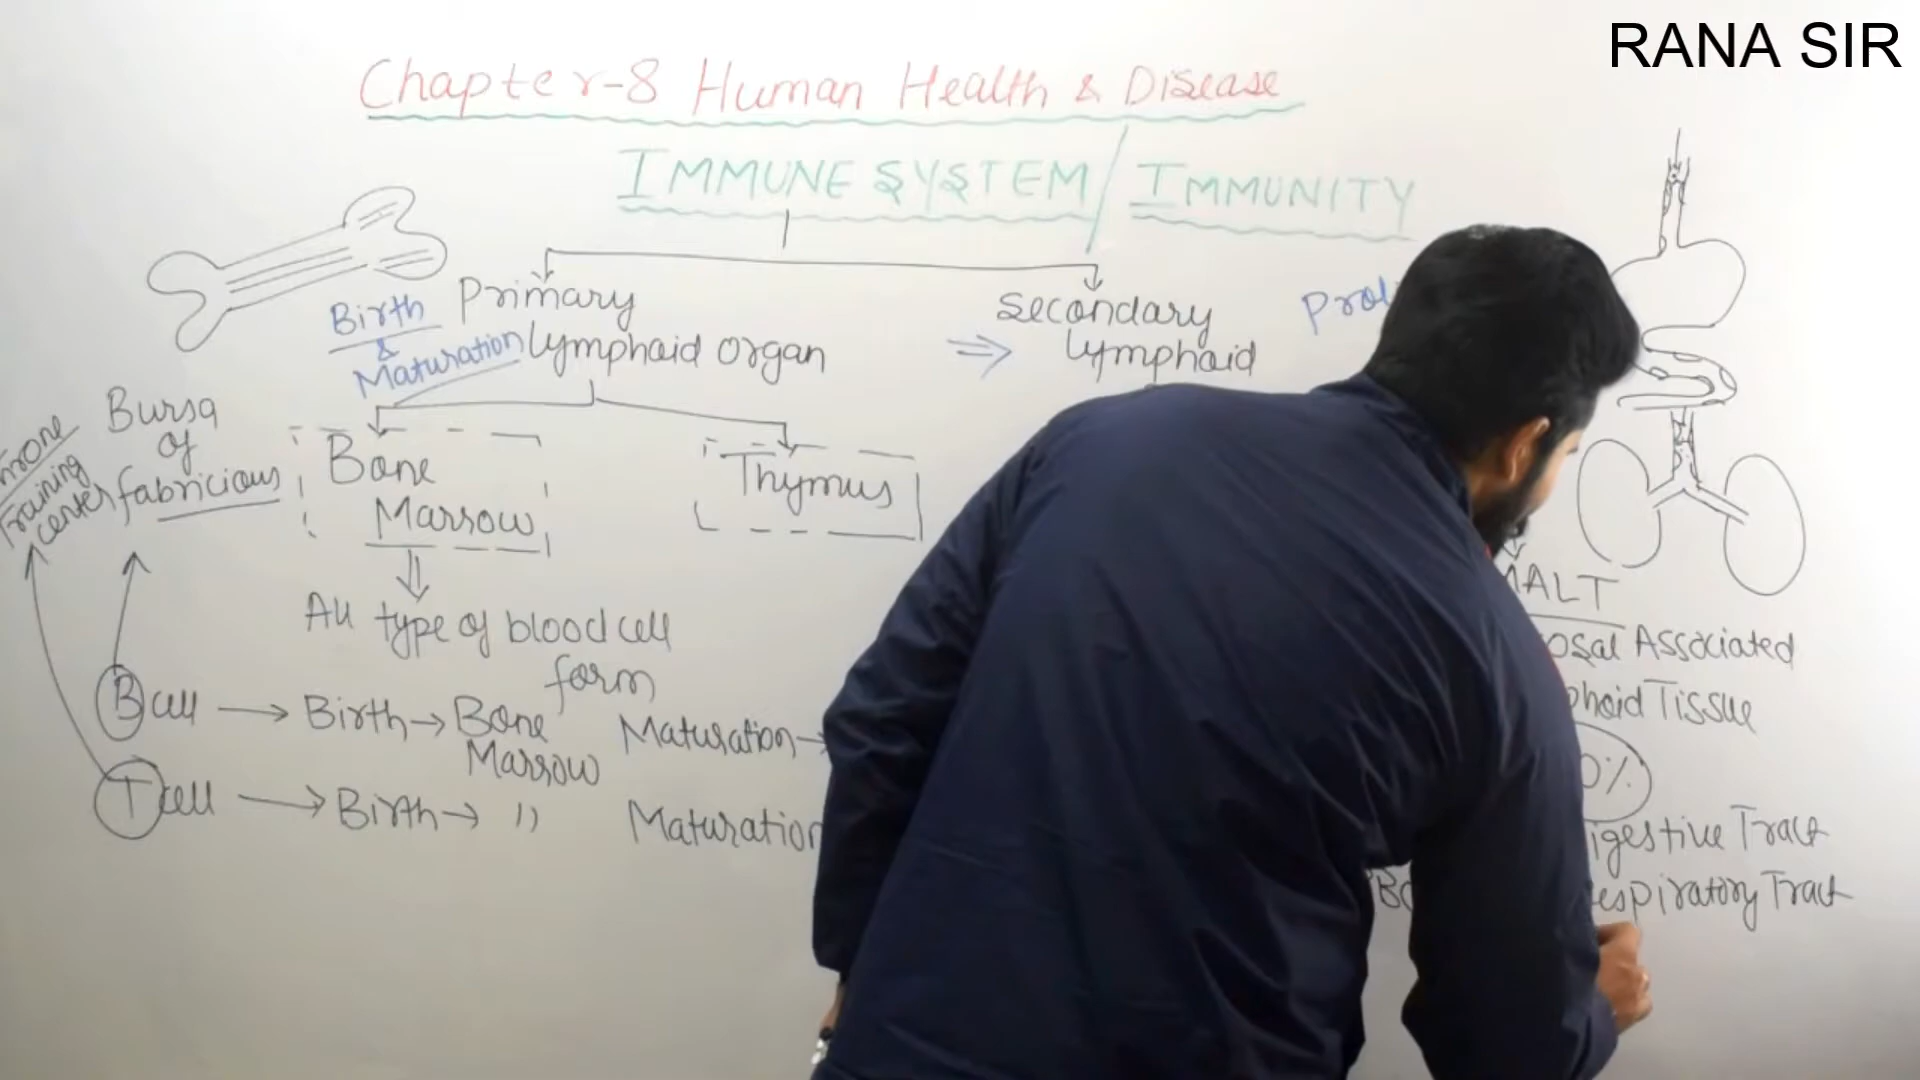 RANA SIR
Chapter-8 Human Health & Disease
IMMUNE SYSTEM / IMMUNITY
Primary
lymphoid organ
Birth
&
Maturation
Secondary
lymphoid
Bursa
of
fabricious
Training
center
Bone
Marrow
Thymus
All type of blood cell
form
B cell → Birth → Bone
Marrow
Maturation →
T cell → Birth → 11
Maturation
MALT
Associated
Tissue
Tract
Respiratory Tract